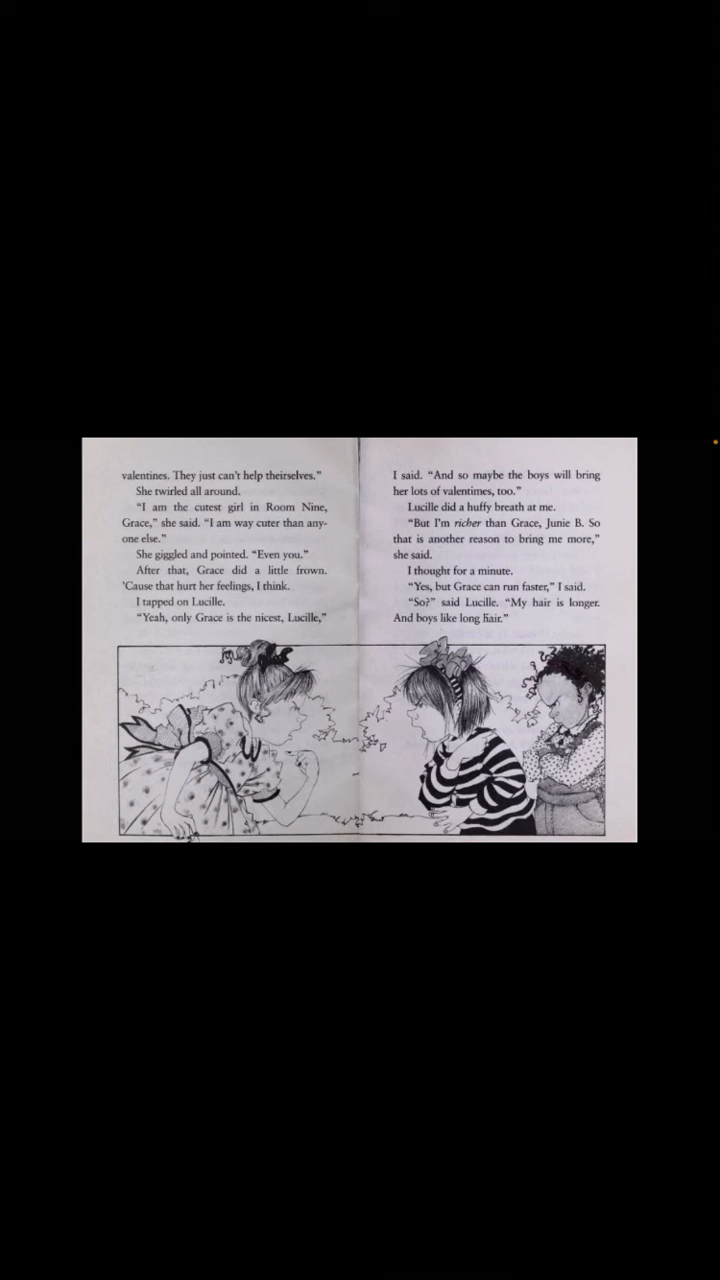 valentines. They just can't help theirselves."
She twirled all around.
"I am the cutest girl in Room Nine,
Grace," she said. "I am way cuter than any-
one else."
She giggled and pointed. "Even you."
After that, Grace did a little frown.
'Cause that hurt her feelings, I think.
I tapped on Lucille.
"Yeah, only Grace is the nicest, Lucille,"
I said. "And so maybe the boys will bring
her lots of valentimes, too."
Lucille did a huffy breath at me.
"But I'm richer than Grace, Junie B. So
that is another reason to bring me more,"
she said.
I thought for a minute.
"Yes, but Grace can run faster," I said.
"So?" said Lucille. "My hair is longer.
And boys like long hair."